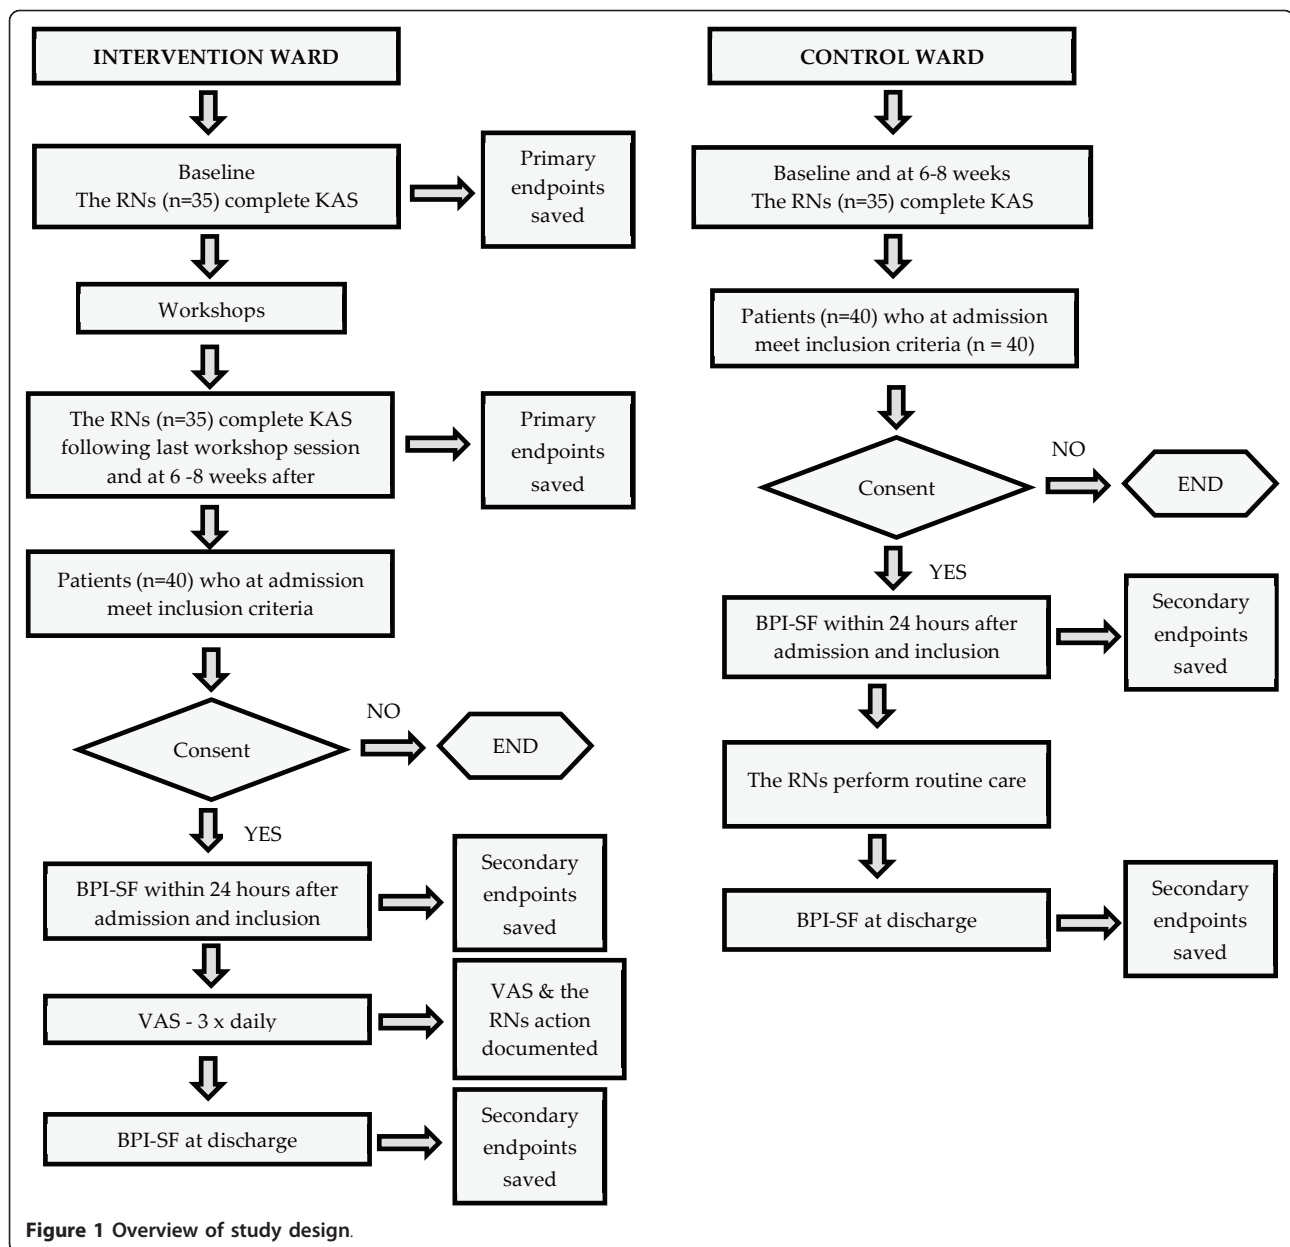 INTERVENTION WARD
Baseline
The RNs (n=35) complete KAS
Primary
endpoints
saved
Workshops
The RNs (n=35) complete KAS
following last workshop session
and at 6 -8 weeks after
Primary
endpoints
saved
Patients (n=40) who at admission
meet inclusion criteria
Consent
NO
END
YES
BPI-SF within 24 hours after
admission and inclusion
Secondary
endpoints
saved
VAS - 3 x daily
VAS & the
RNs action
documented
BPI-SF at discharge
Secondary
endpoints
saved
CONTROL WARD
Baseline and at 6-8 weeks
The RNs (n=35) complete KAS
Patients (n=40) who at admission
meet inclusion criteria (n = 40)
Consent
NO
END
YES
BPI-SF within 24 hours after
admission and inclusion
Secondary
endpoints
saved
The RNs perform routine care
BPI-SF at discharge
Secondary
endpoints
saved
Figure 1 Overview of study design.